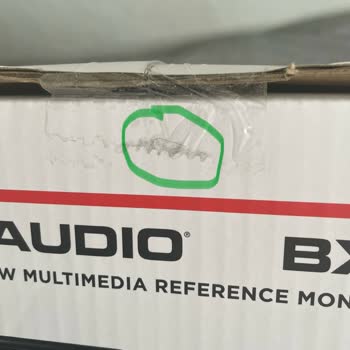 AUDIO® BX
W MULTIMEDIA REFERENCE MON